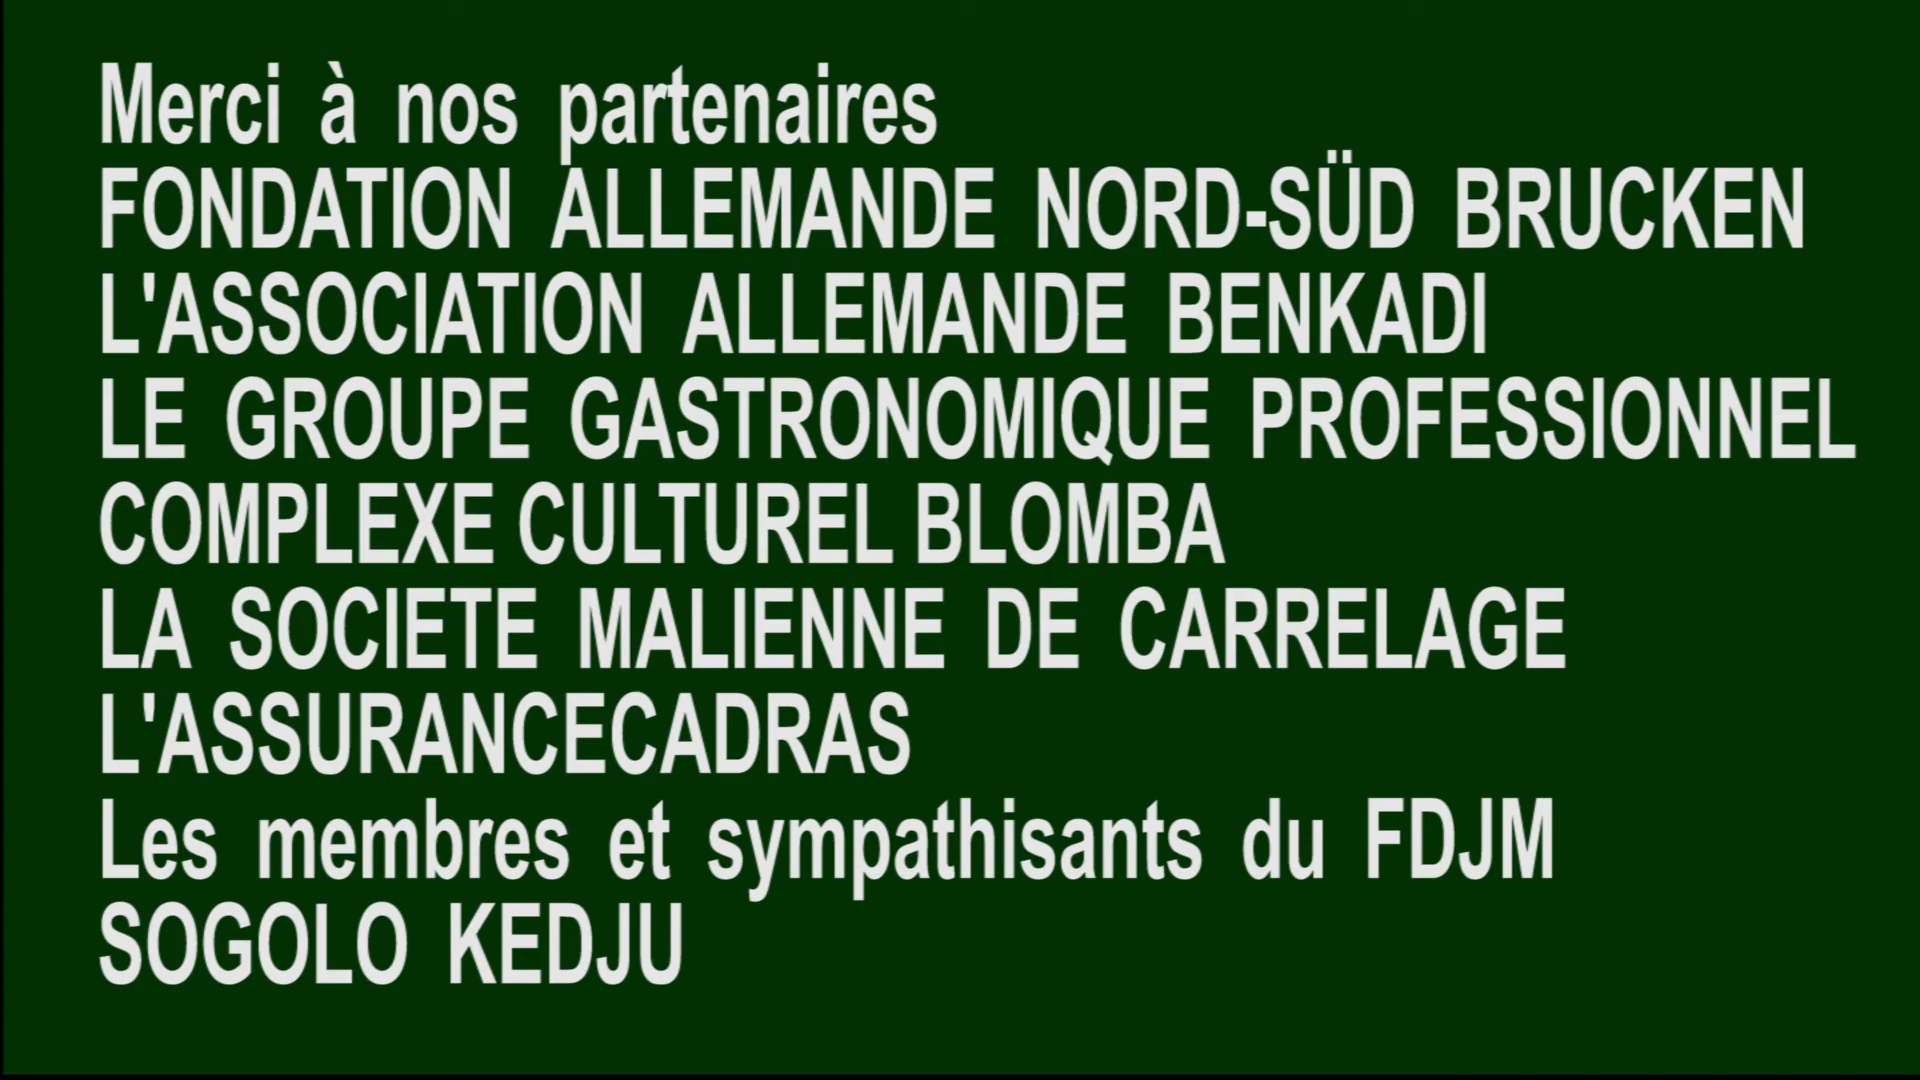 Merci à nos partenaires
FONDATION ALLEMANDE NORD-SÜD BRUCKEN
L'ASSOCIATION ALLEMANDE BENKADI
LE GROUPE GASTRONOMIQUE PROFESSIONNEL
COMPLEXE CULTUREL BLOMBA
LA SOCIETE MALIENNE DE CARRELAGE
L'ASSURANCECADRAS
Les membres et sympathisants du FDJM
SOGOLO KEDJU